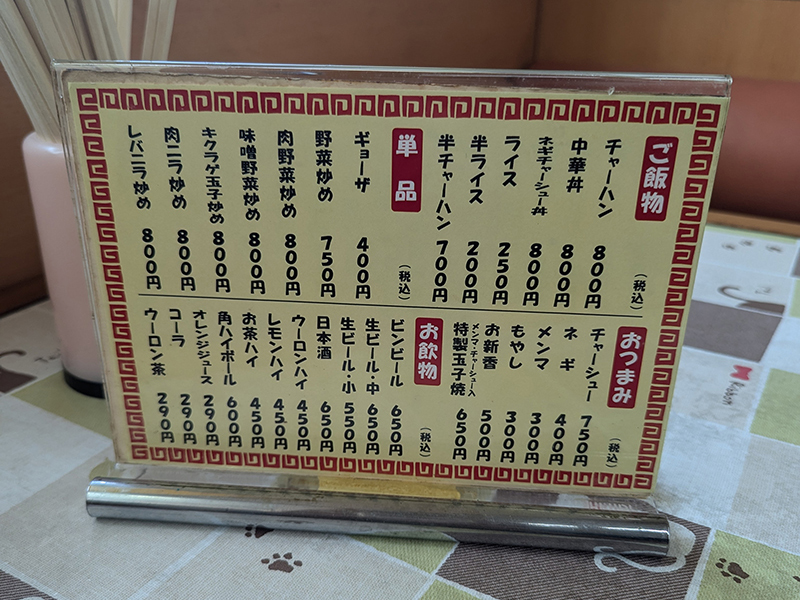 ご飯物
(税込)
チャーハン 800円
中華丼 800円
ネギチャーシュー丼 800円
ライス 250円
半ライス 200円
半チャーハン 700円
単品
(税込)
ギョーザ 400円
野菜炒め 750円
肉野菜炒め 800円
味噌野菜炒め 800円
キクラゲ玉子炒め 800円
肉ニラ炒め 800円
レバニラ炒め 800円
おつまみ
(税込)
チャーシュー 750円
ネギ 400円
メンマ 300円
もやし 300円
お新香 500円
メンマ・チャーシュー入
特製玉子焼 650円
お飲物
(税込)
ビンビール 650円
生ビール・中 650円
生ビール・小 550円
日本酒 650円
ウーロンハイ 450円
レモンハイ 450円
お茶ハイ 450円
角ハイボール 600円
オレンジジュース 290円
コーラ 290円
ウーロン茶 290円